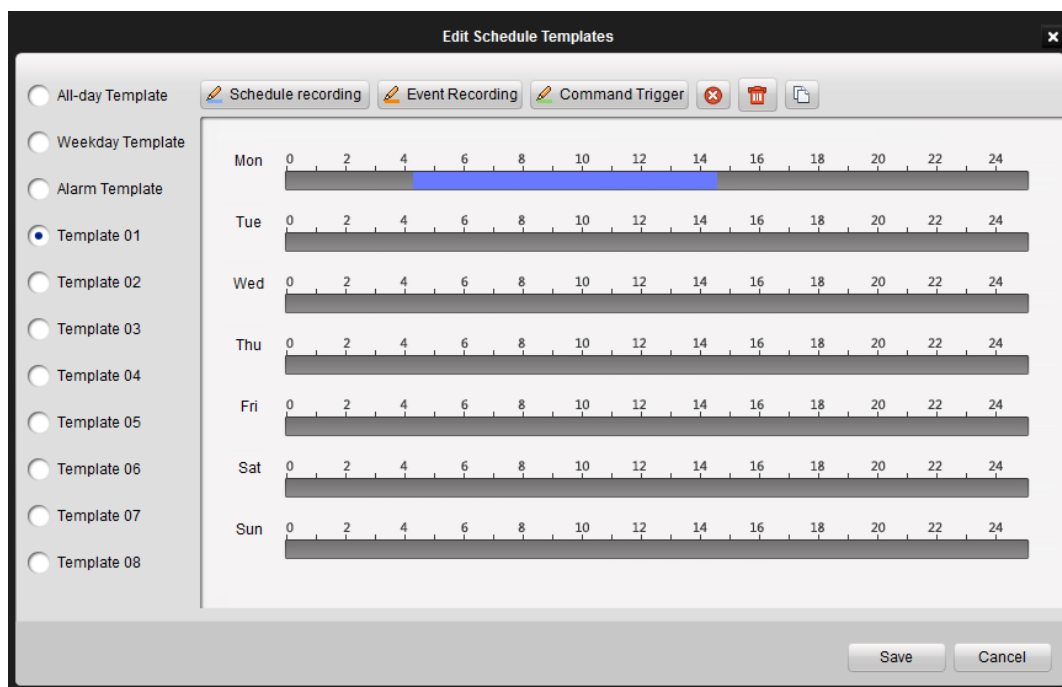 Edit Schedule Templates
All-day Template
Weekday Template
Alarm Template
Template 01
Template 02
Template 03
Template 04
Template 05
Template 06
Template 07
Template 08
Schedule recording Event Recording Command Trigger
Mon 0 2 4 6 8 10 12 14 16 18 20 22 24
Tue 0 2 4 6 8 10 12 14 16 18 20 22 24
Wed 0 2 4 6 8 10 12 14 16 18 20 22 24
Thu 0 2 4 6 8 10 12 14 16 18 20 22 24
Fri 0 2 4 6 8 10 12 14 16 18 20 22 24
Sat 0 2 4 6 8 10 12 14 16 18 20 22 24
Sun 0 2 4 6 8 10 12 14 16 18 20 22 24
Save Cancel